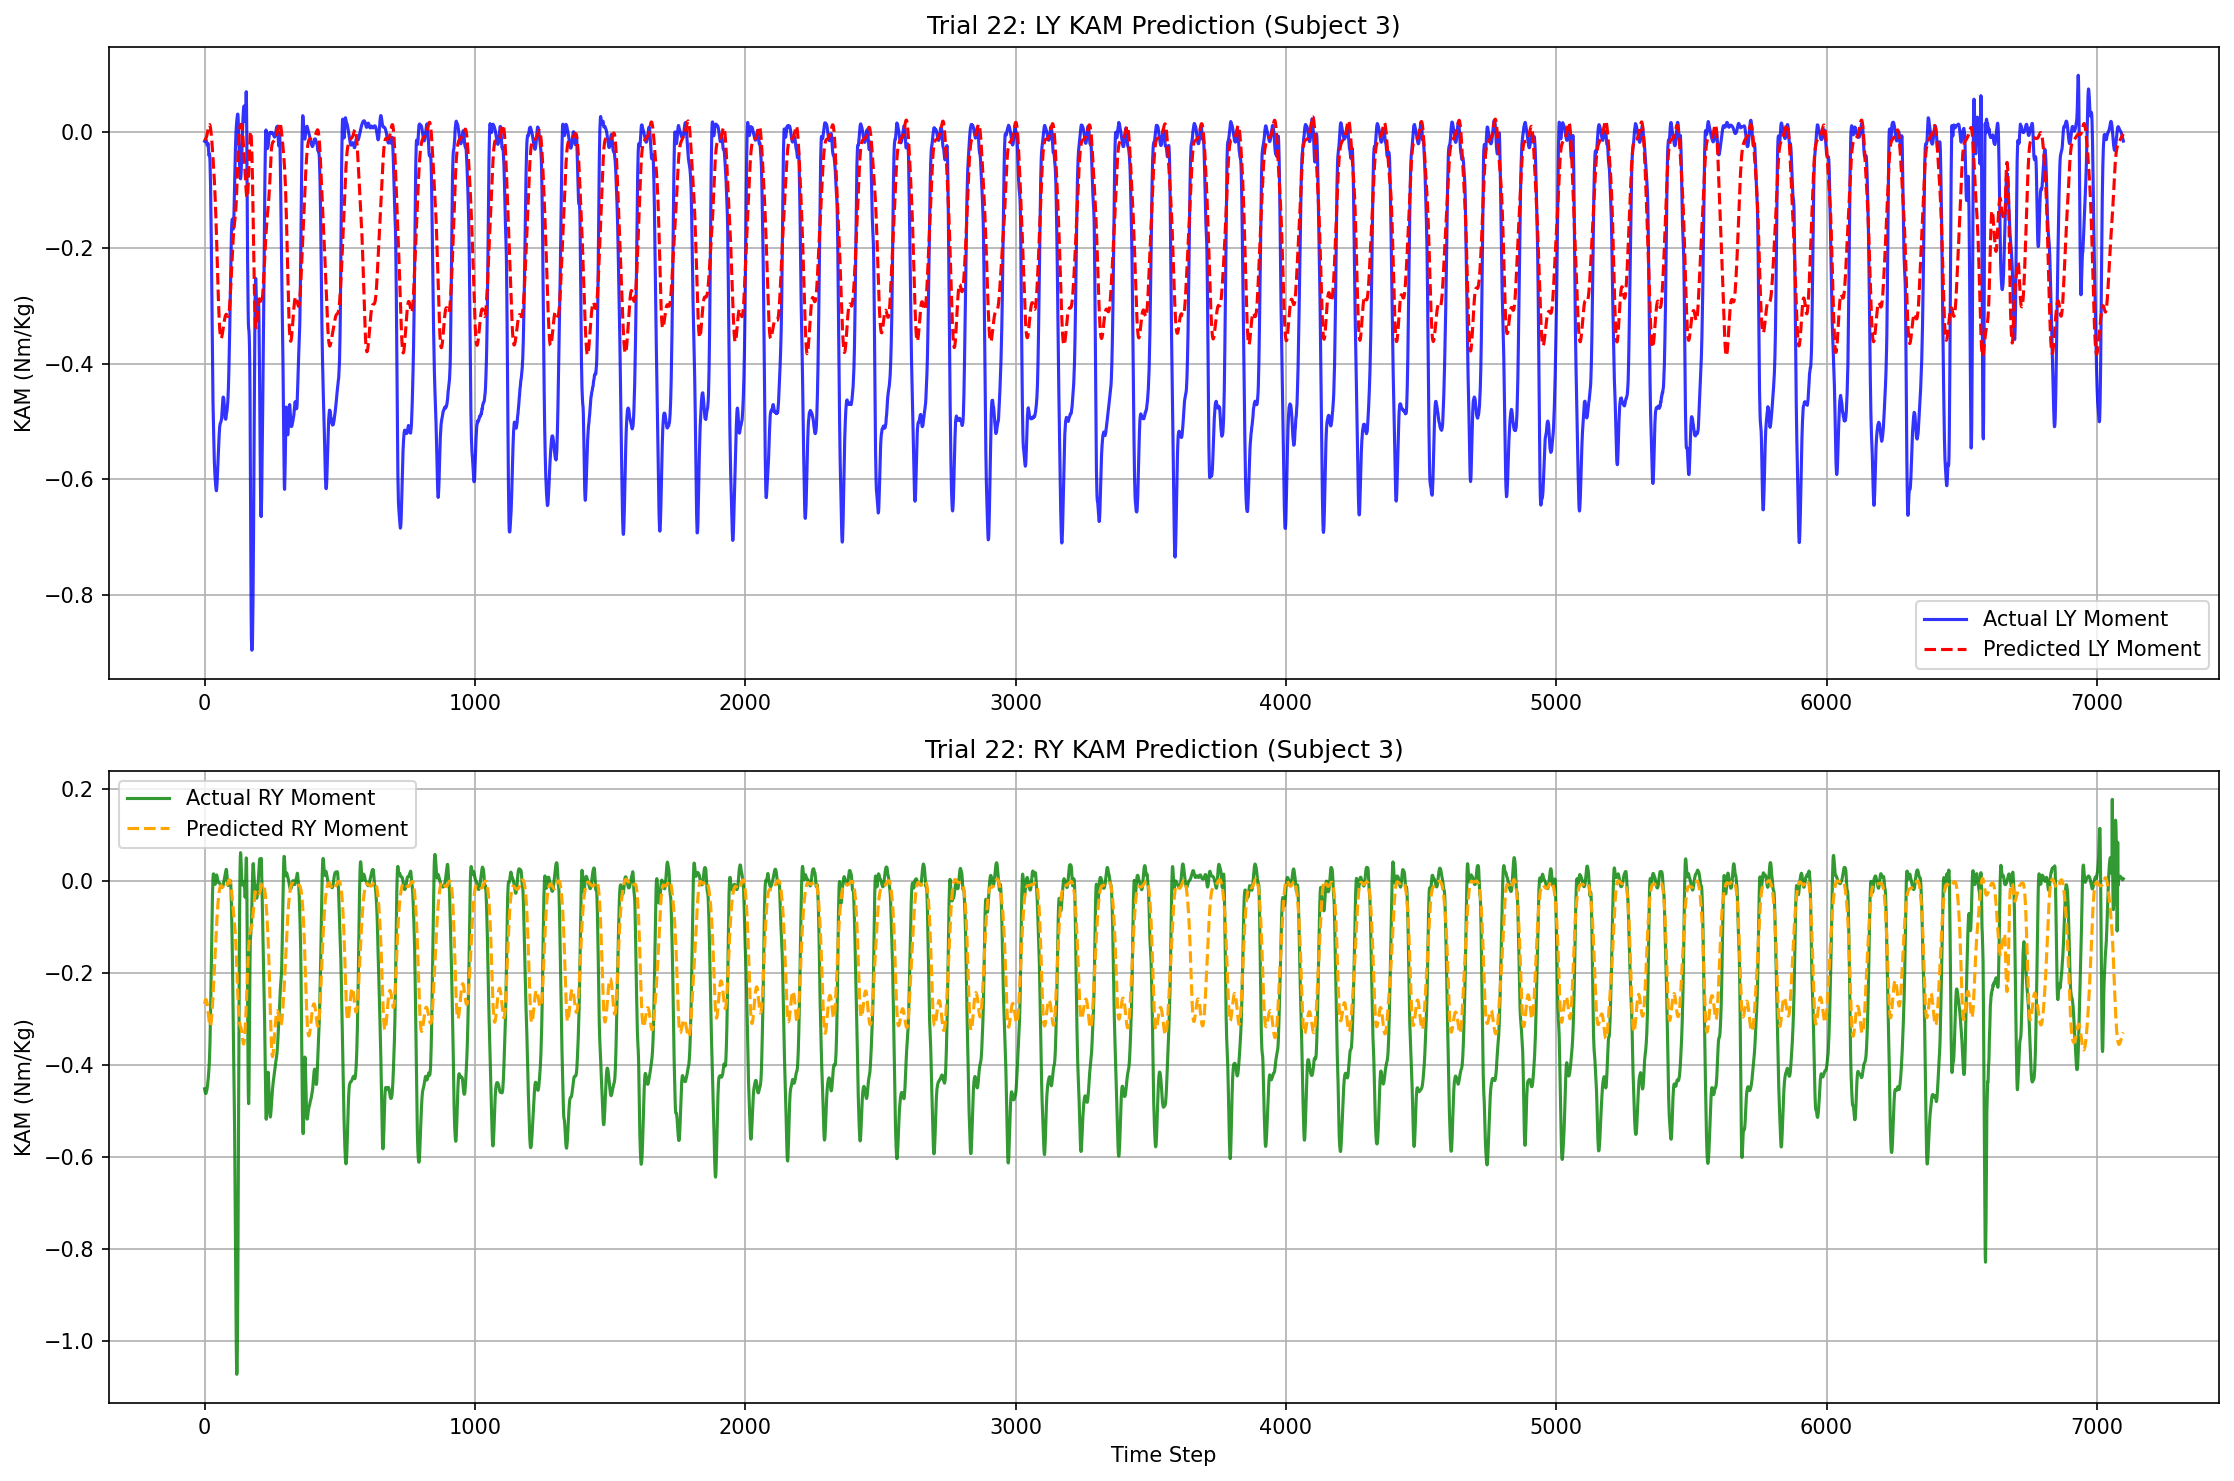 Trial 22: LY KAM Prediction (Subject 3)
KAM (Nm/Kg)
0.0
−0.2
−0.4
−0.6
−0.8
0 1000 2000 3000 4000 5000 6000 7000
Actual LY Moment
Predicted LY Moment
Trial 22: RY KAM Prediction (Subject 3)
KAM (Nm/Kg)
0.2
0.0
−0.2
−0.4
−0.6
−0.8
−1.0
Actual RY Moment
Predicted RY Moment
0 1000 2000 3000 4000 5000 6000 7000
Time Step